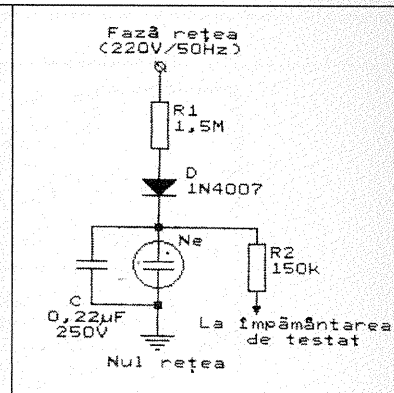 Fază rețea
(220V/50Hz)
R1
1,5M
D
1N4007
Ne
R2
150k
C
0,22µF
250V
La împământarea
de testat
Nul rețea